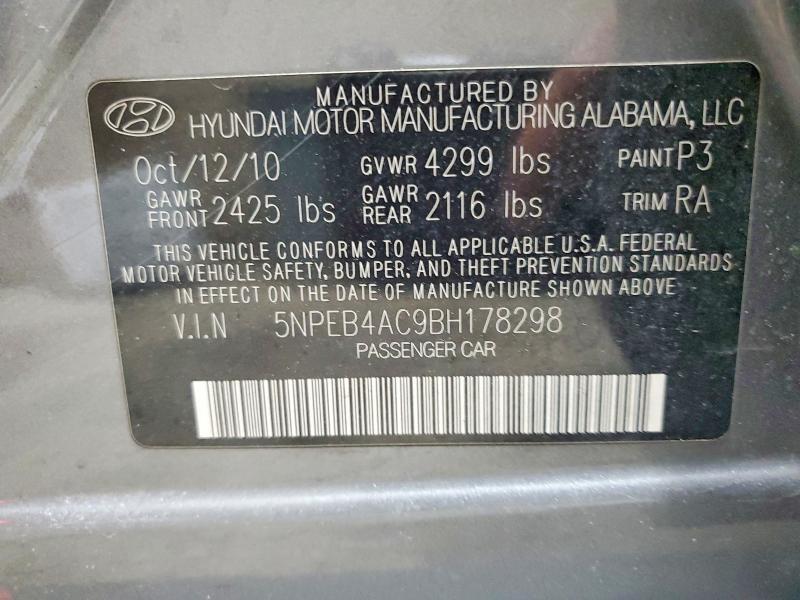 MANUFACTURED BY
HYUNDAI MOTOR MANUFACTURING ALABAMA, LLC
Oct/12/10 GVWR 4299 lbs PAINT P3
GAWR FRONT 2425 lbs GAWR REAR 2116 lbs TRIM RA
THIS VEHICLE CONFORMS TO ALL APPLICABLE U.S.A. FEDERAL
MOTOR VEHICLE SAFETY, BUMPER, AND THEFT PREVENTION STANDARDS
IN EFFECT ON THE DATE OF MANUFACTURE SHOWN ABOVE
V.I.N 5NPEB4AC9BH178298
PASSENGER CAR